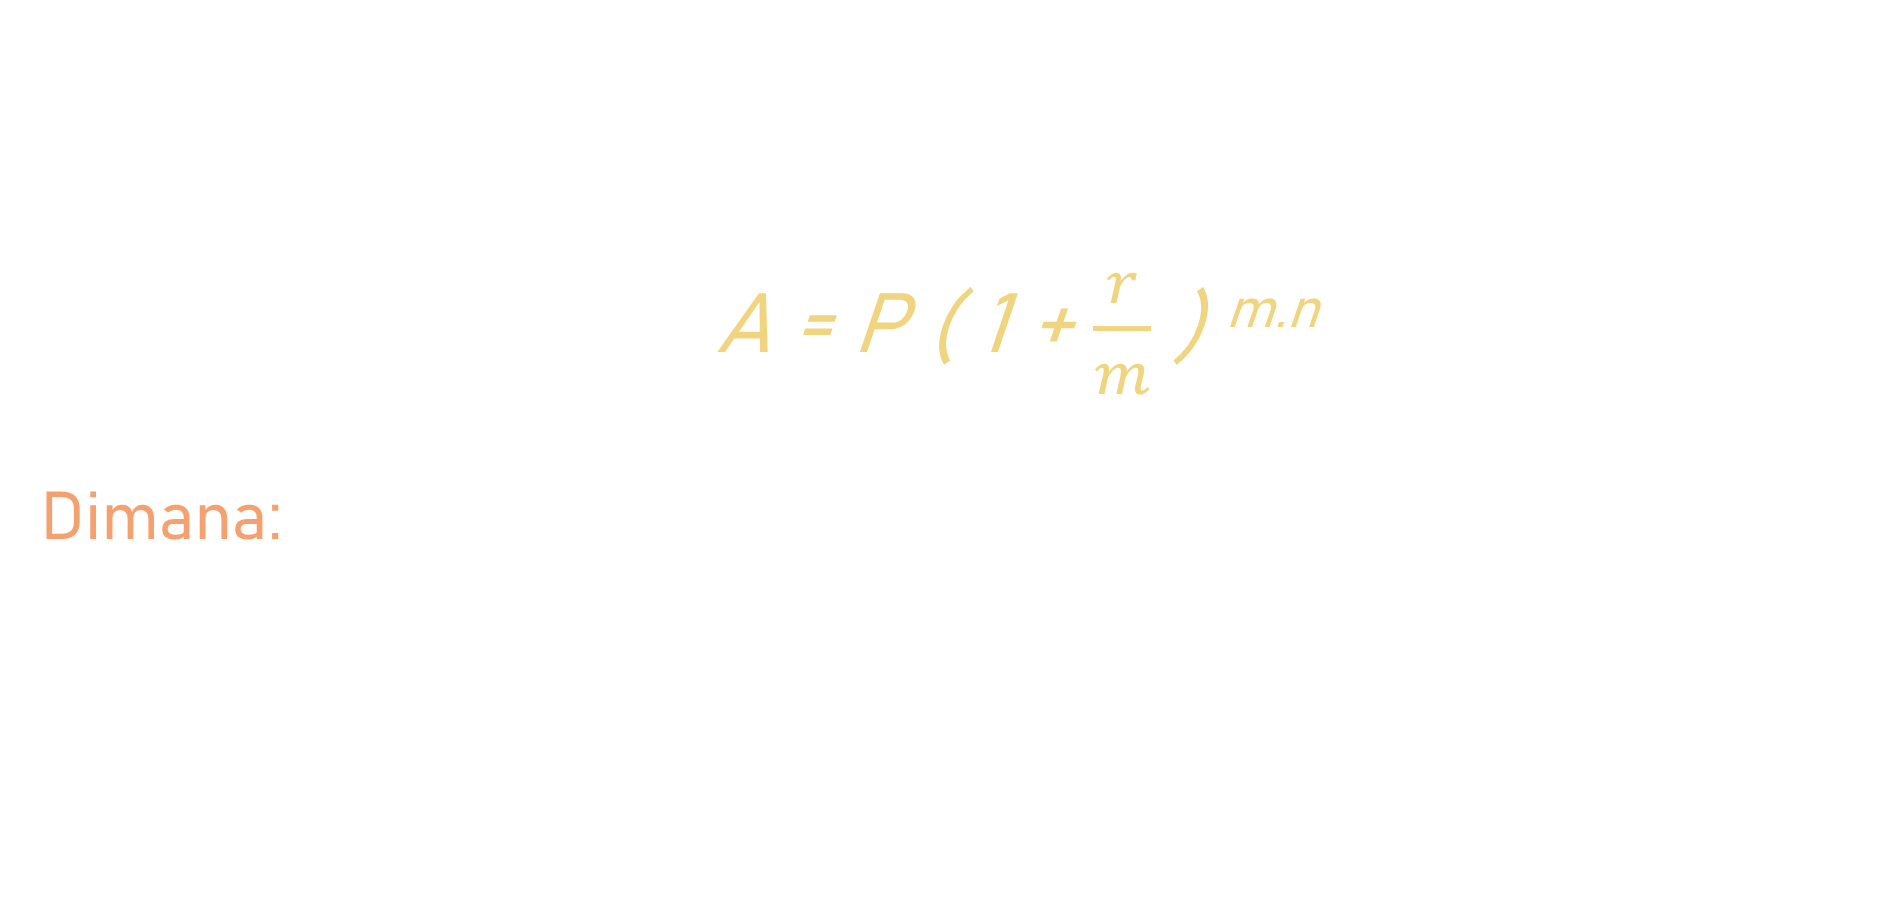 A = P ( 1 + r/m ) ^m.n
Dimana: